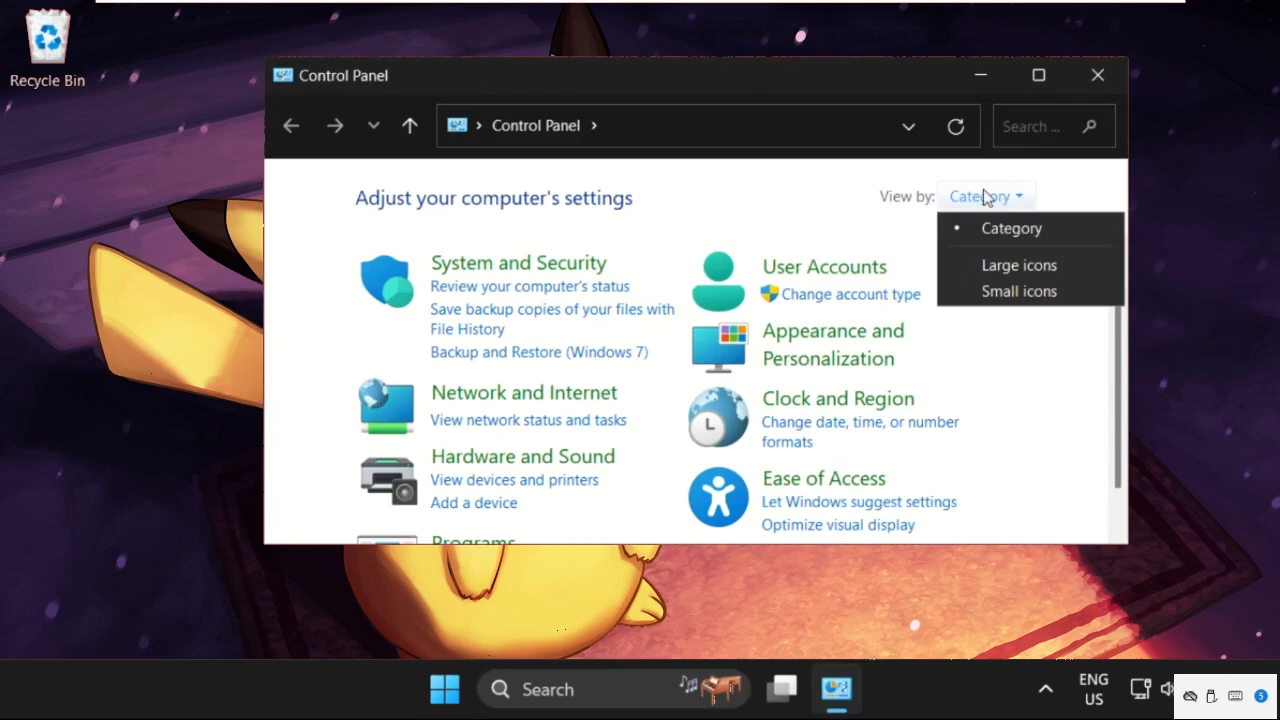 Recycle Bin
Control Panel
Control Panel
Search ...
Adjust your computer's settings
View by:
Category
Category
Large icons
Small icons
System and Security
Review your computer's status
Save backup copies of your files with
File History
Backup and Restore (Windows 7)
Network and Internet
View network status and tasks
Hardware and Sound
View devices and printers
Add a device
Programs
User Accounts
Change account type
Appearance and
Personalization
Clock and Region
Change date, time, or number
formats
Ease of Access
Let Windows suggest settings
Optimize visual display
Search
ENG
US
5